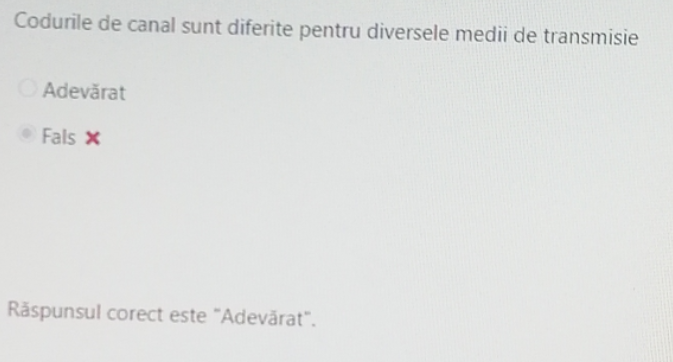 Codurile de canal sunt diferite pentru diversele medii de transmisie
Adevărat
Fals ✖
Răspunsul corect este "Adevărat".